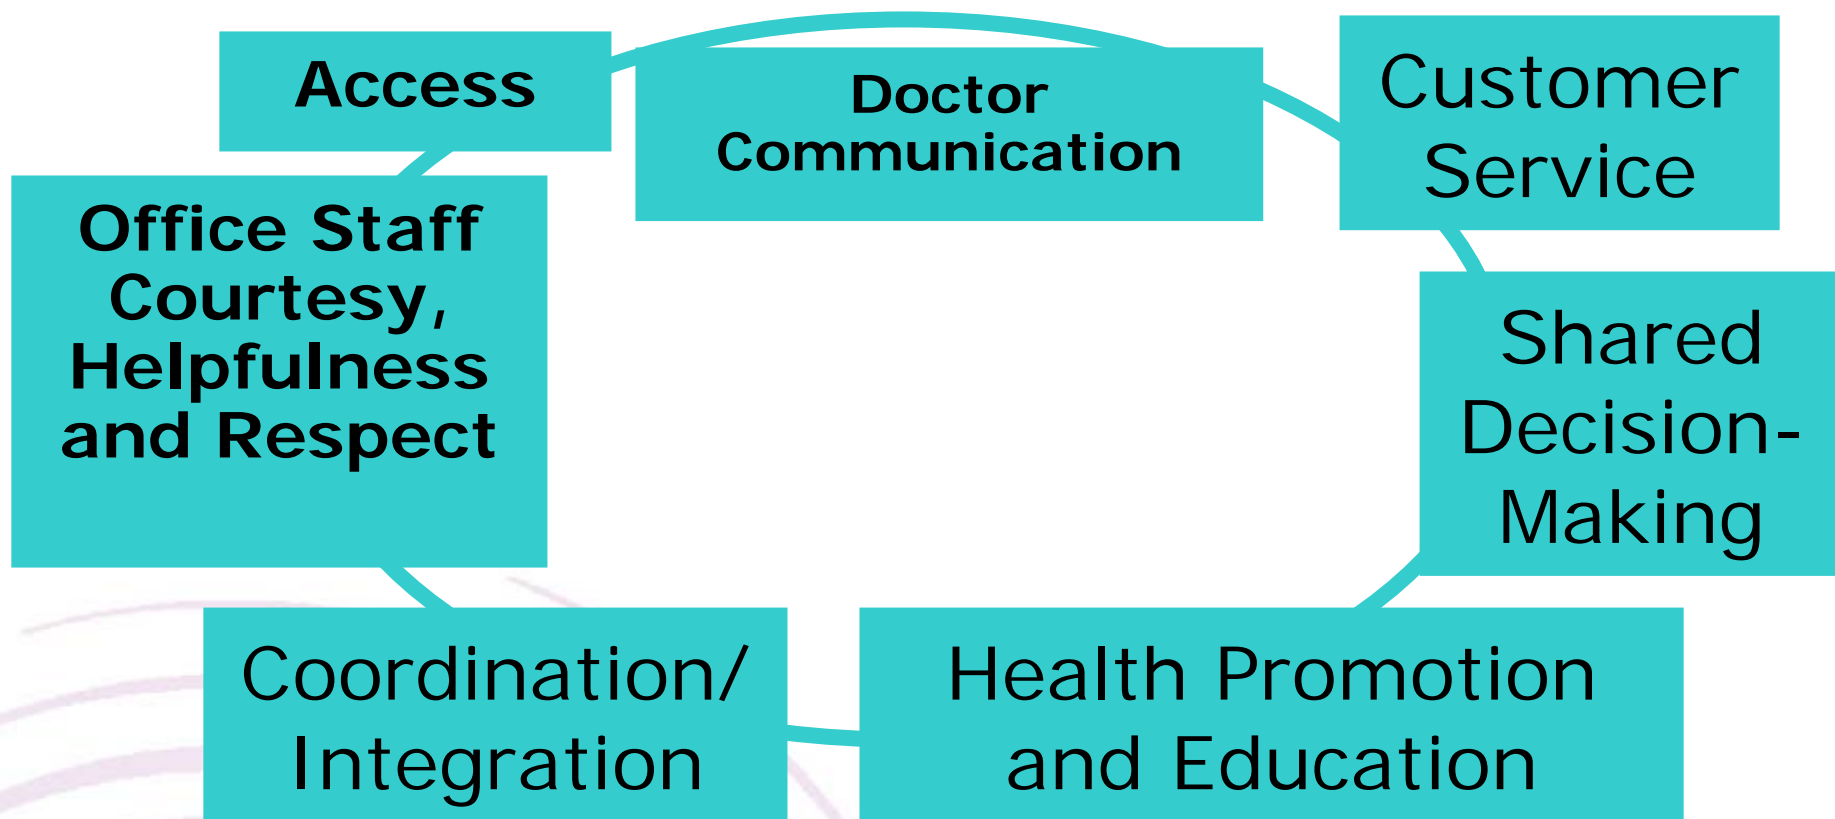 Access
Doctor
Communication
Customer
Service
Office Staff
Courtesy,
Helpfulness
and Respect
Shared
Decision-
Making
Coordination/
Integration
Health Promotion
and Education